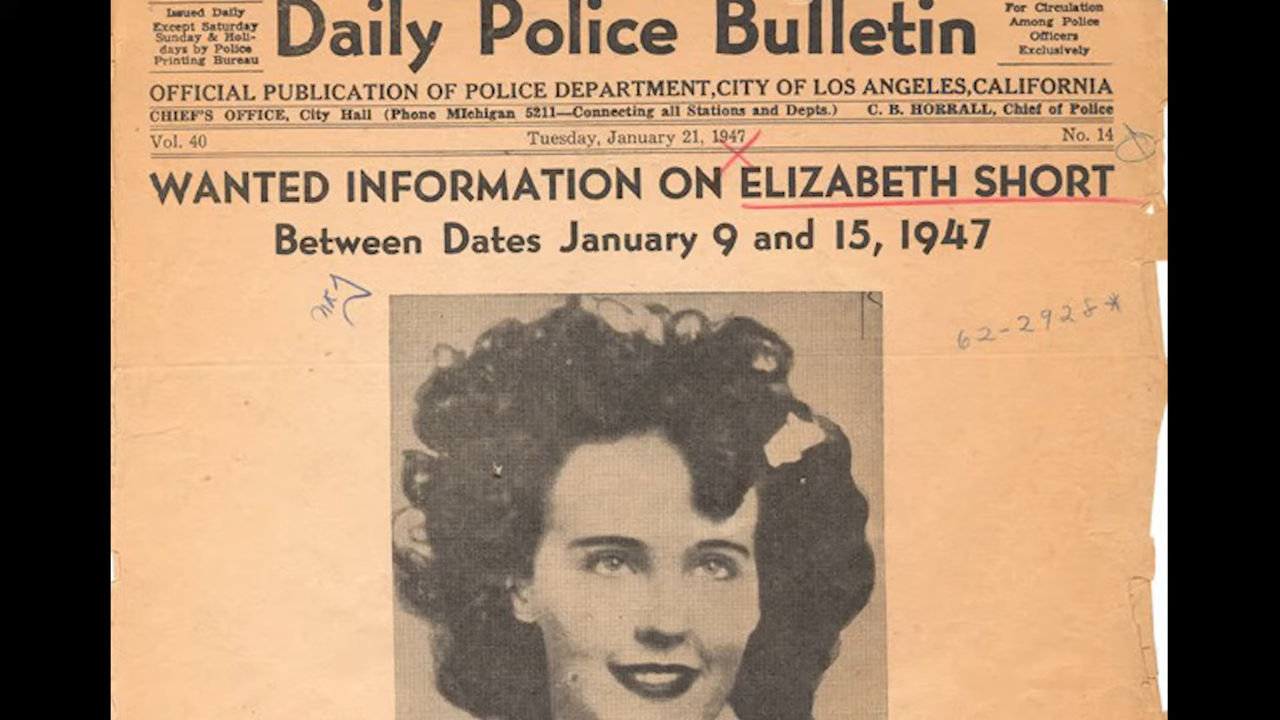 Issued Daily
Except Saturday
Sunday & Holi-
days by Police
Printing Bureau
Daily Police Bulletin
For Circulation
Among Police
Officers
Exclusively
OFFICIAL PUBLICATION OF POLICE DEPARTMENT, CITY OF LOS ANGELES, CALIFORNIA
CHIEF'S OFFICE, City Hall (Phone MIchigan 5211—Connecting all Stations and Depts.) C. B. HORRALL, Chief of Police
Vol. 40 Tuesday, January 21, 1947 No. 14
WANTED INFORMATION ON ELIZABETH SHORT
Between Dates January 9 and 15, 1947
62-2928*